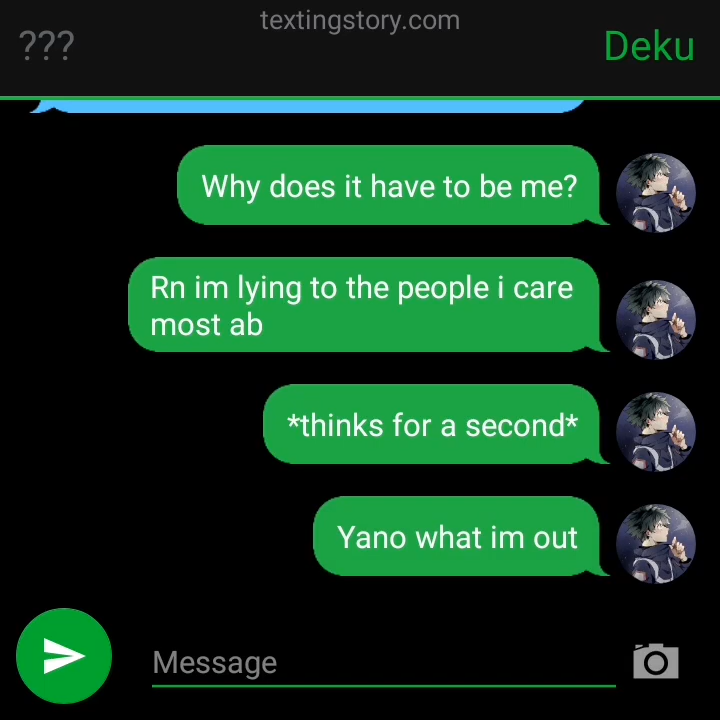 textingstory.com
???
Deku
Why does it have to be me?
Rn im lying to the people i care
most ab
*thinks for a second*
Yano what im out
Message